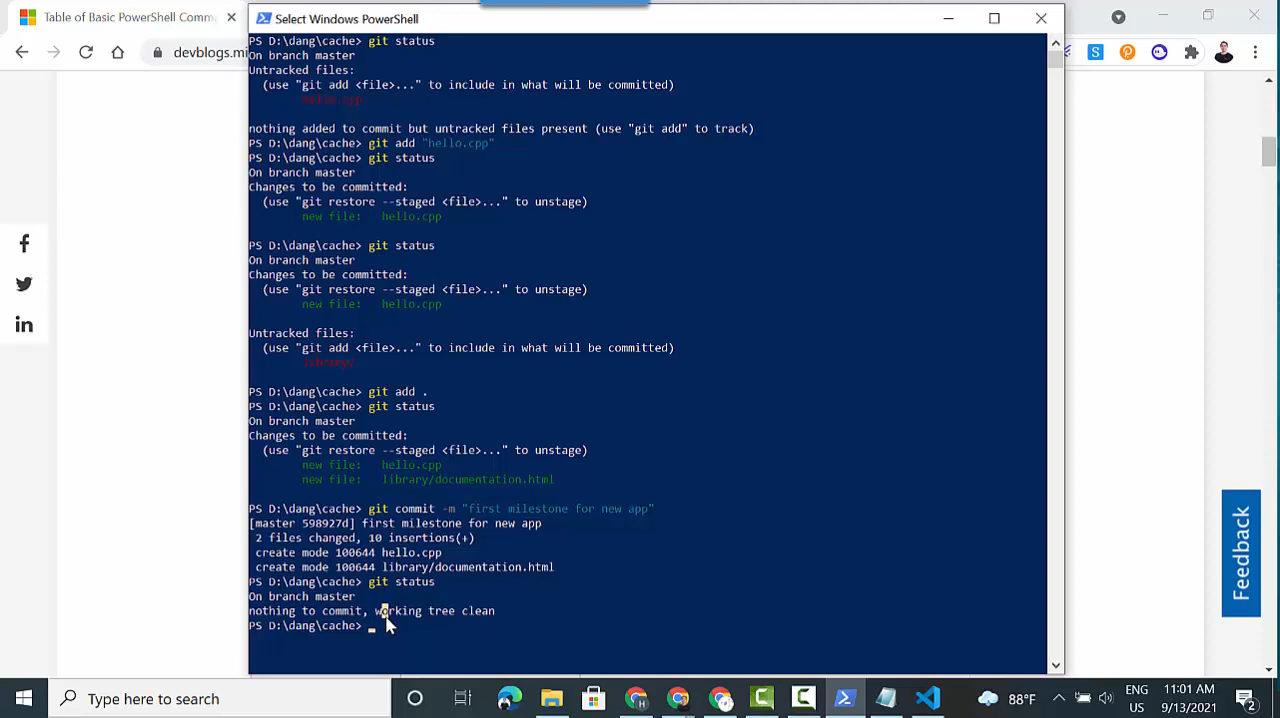 Table of Basic PowerShell Comm
Select Windows PowerShell
devblogs.mi
PS D:\dang\cache> git status
On branch master
Untracked files:
(use "git add <file>..." to include in what will be committed)
hello.cpp
nothing added to commit but untracked files present (use "git add" to track)
PS D:\dang\cache> git add "hello.cpp"
PS D:\dang\cache> git status
On branch master
Changes to be committed:
(use "git restore --staged <file>..." to unstage)
new file: hello.cpp
PS D:\dang\cache> git status
On branch master
Changes to be committed:
(use "git restore --staged <file>..." to unstage)
new file: hello.cpp
Untracked files:
(use "git add <file>..." to include in what will be committed)
library/
PS D:\dang\cache> git add .
PS D:\dang\cache> git status
On branch master
Changes to be committed:
(use "git restore --staged <file>..." to unstage)
new file: hello.cpp
new file: library/documentation.html
PS D:\dang\cache> git commit -m "first milestone for new app"
[master 598927d] first milestone for new app
2 files changed, 10 insertions(+)
create mode 100644 hello.cpp
create mode 100644 library/documentation.html
PS D:\dang\cache> git status
On branch master
nothing to commit, working tree clean
PS D:\dang\cache>
Feedback
Type here to search
88°F
ENG
US
11:01 AM
9/13/2021
2